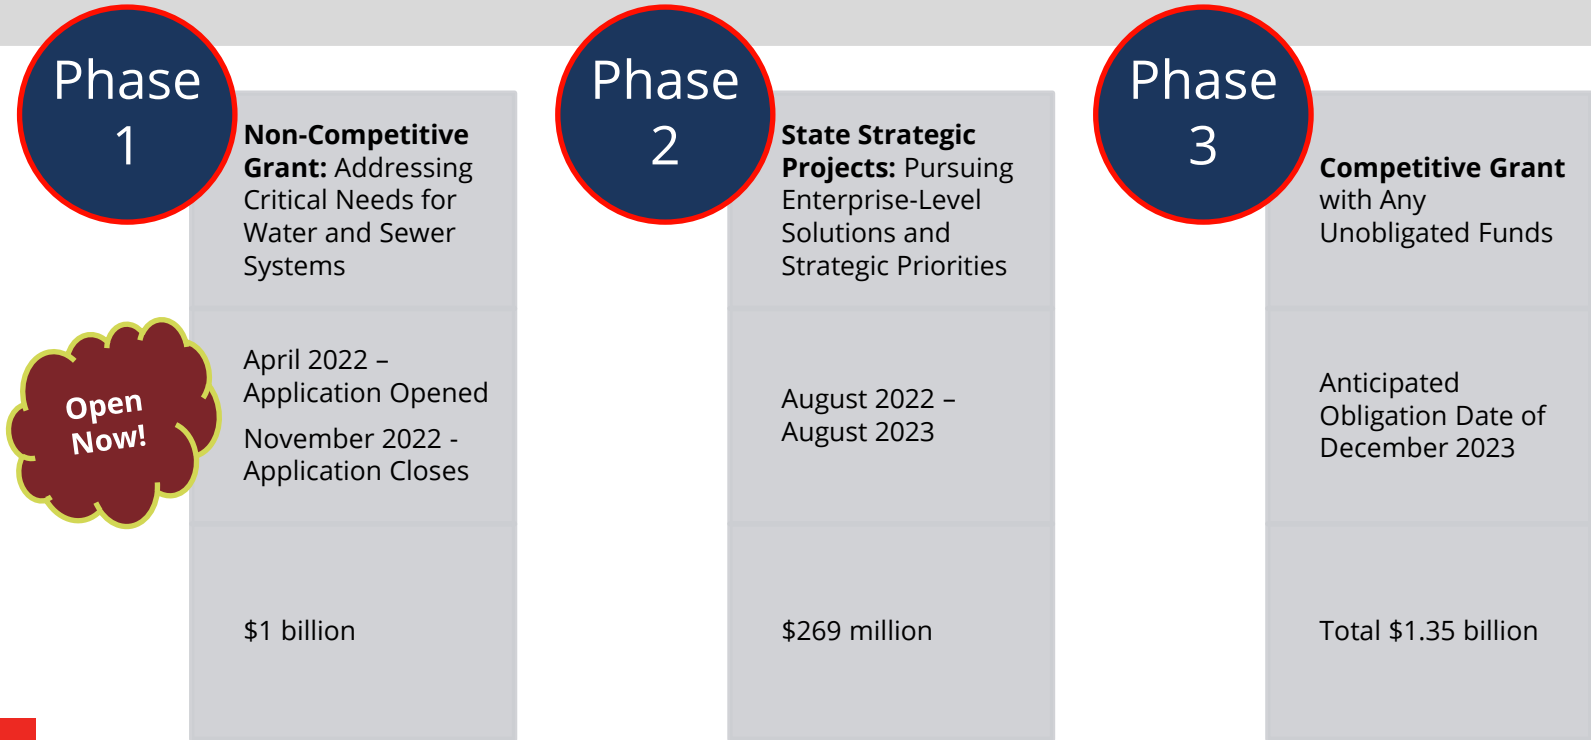 Phase
1
Non-Competitive
Grant: Addressing
Critical Needs for
Water and Sewer
Systems
Open
Now!
April 2022 –
Application Opened
November 2022 -
Application Closes
$1 billion
Phase
2
State Strategic
Projects: Pursuing
Enterprise-Level
Solutions and
Strategic Priorities
August 2022 –
August 2023
$269 million
Phase
3
Competitive Grant
with Any
Unobligated Funds
Anticipated
Obligation Date of
December 2023
Total $1.35 billion